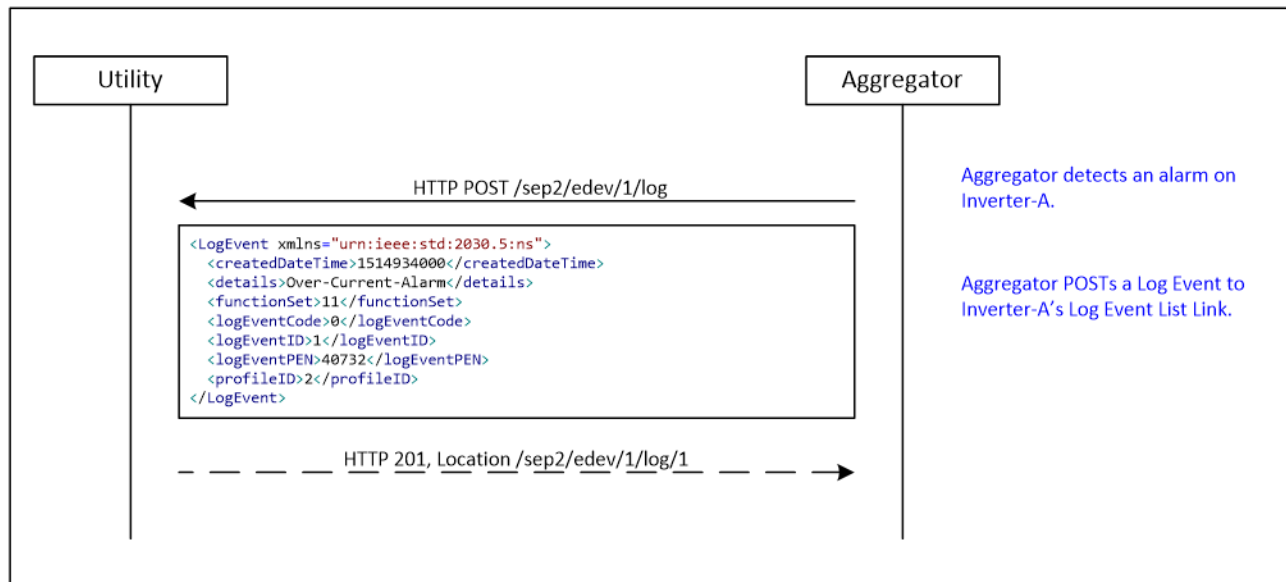 Utility
Aggregator
HTTP POST /sep2/edev/1/log
Aggregator detects an alarm on
Inverter-A.
<LogEvent xmlns="urn:ieee:std:2030.5:ns">
  <createdDateTime>1514934000</createdDateTime>
  <details>Over-Current-Alarm</details>
  <functionSet>11</functionSet>
  <logEventCode>0</logEventCode>
  <logEventID>1</logEventID>
  <logEventPEN>40732</logEventPEN>
  <profileID>2</profileID>
</LogEvent>
Aggregator POSTs a Log Event to
Inverter-A’s Log Event List Link.
HTTP 201, Location /sep2/edev/1/log/1